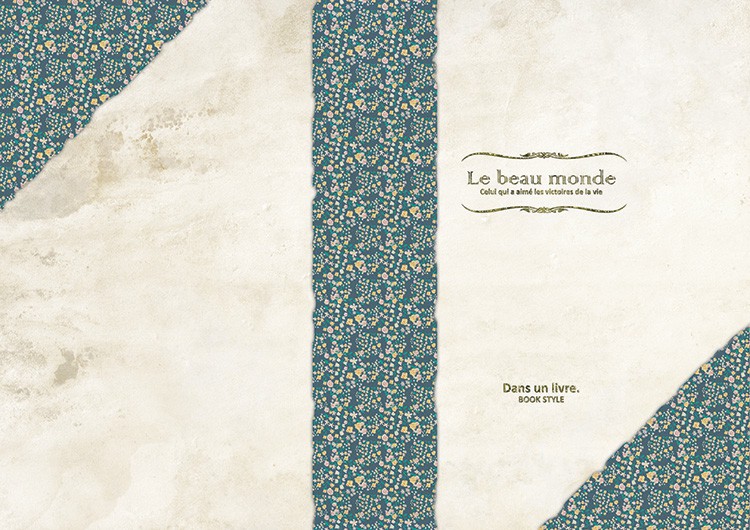 Le beau monde
Celui qui a aimé les victoires de la vie
Dans un livre.
BOOK STYLE